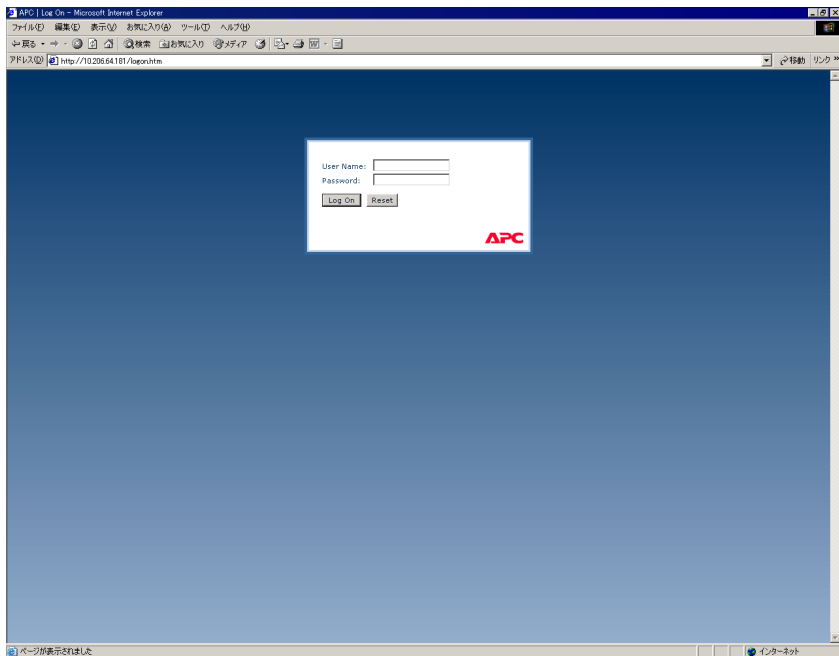 APC | Log On - Microsoft Internet Explorer
ファイル(F) 編集(E) 表示(V) お気に入り(A) ツール(T) ヘルプ(H)
戻る 検索 お気に入り メディア
アドレス(D) http://10.206.64.181/logon.htm 移動 リンク »
User Name:
Password:
Log On Reset
APC
ページが表示されました インターネット